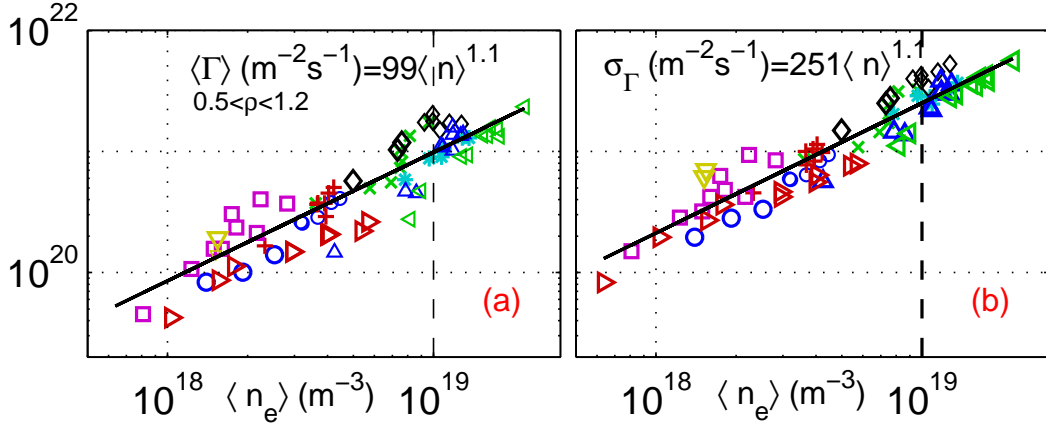 10^22
10^20
⟨Γ⟩ (m^−2s^−1)=99⟨ n⟩^1.1
0.5<ρ<1.2
(a)
10^18
10^19
⟨ n_e⟩ (m^−3)
σ_Γ (m^−2s^−1)=251⟨ n⟩^1.1
(b)
10^18
10^19
⟨ n_e⟩ (m^−3)